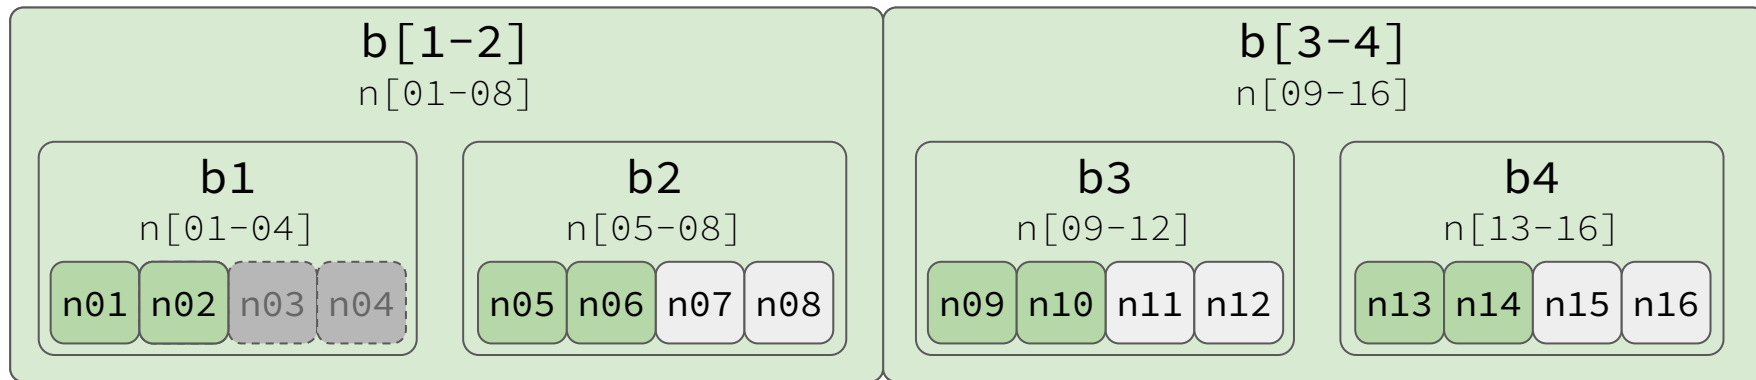 b[1-2]
n[01-08]
b[3-4]
n[09-16]
b1
n[01-04]
n01 n02 n03 n04
b2
n[05-08]
n05 n06 n07 n08
b3
n[09-12]
n09 n10 n11 n12
b4
n[13-16]
n13 n14 n15 n16